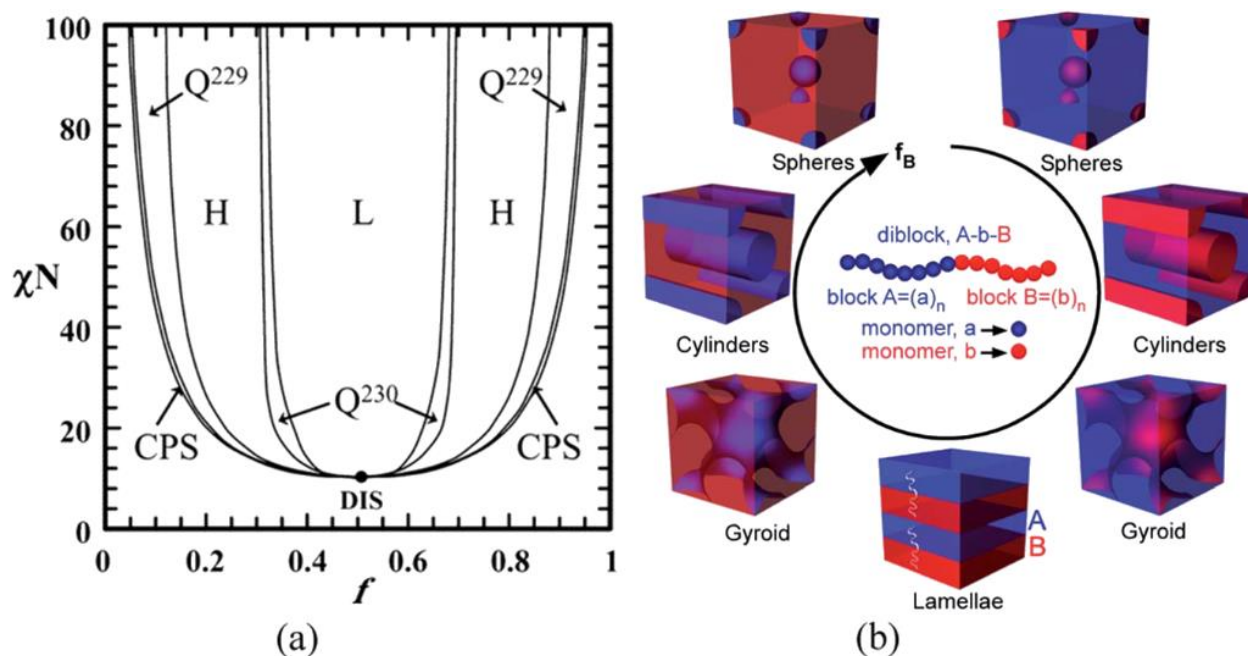 100
80
60
40
20
0
χN
0
0.2
0.4
0.6
0.8
1
f
Q²²⁹
Q²²⁹
H
L
H
Q²³⁰
CPS
CPS
DIS
(a)
Spheres
Spheres
f_B
Cylinders
Cylinders
diblock, A-b-B
block A=(a)ₙ
block B=(b)ₙ
monomer, a
monomer, b
Gyroid
Gyroid
A
B
Lamellae
(b)